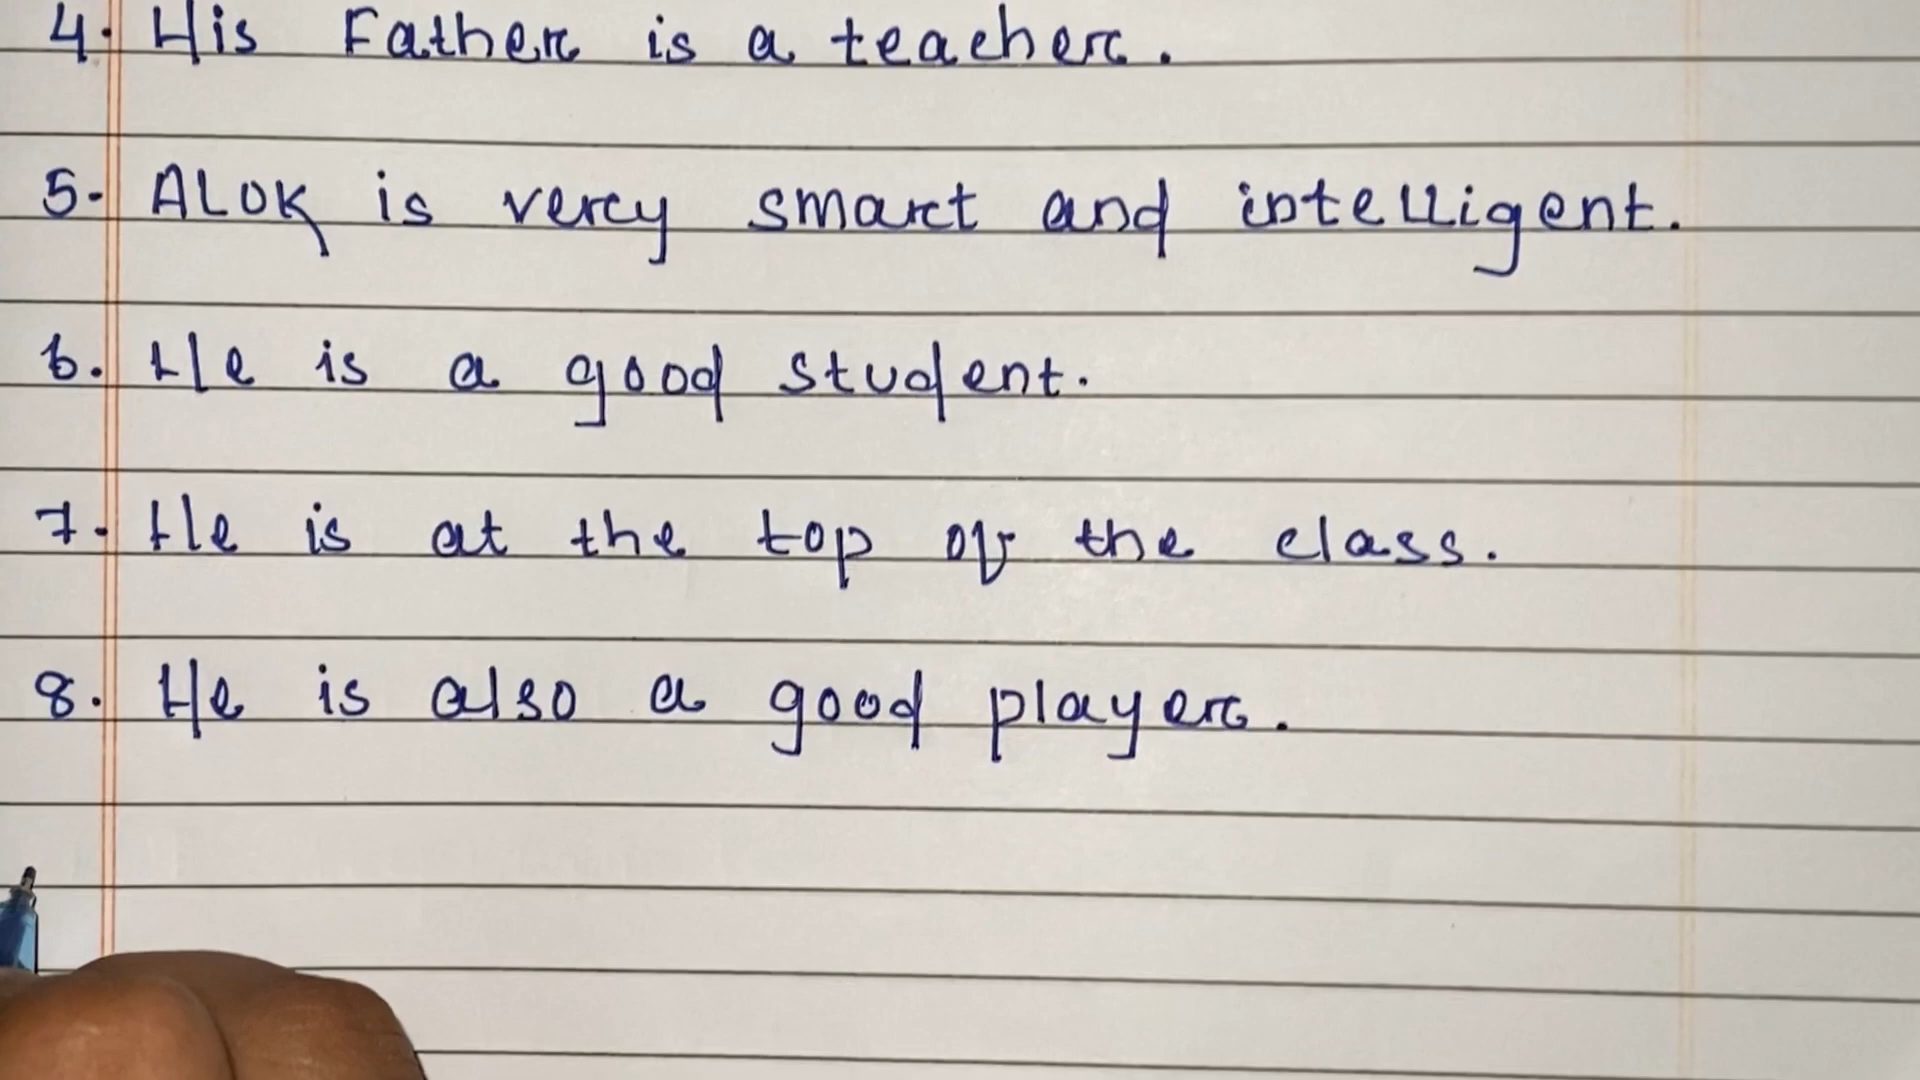 4. His Father is a teacher.
5. ALOK is very smart and intelligent.
6. He is a good student.
7. He is at the top of the class.
8. He is also a good player.